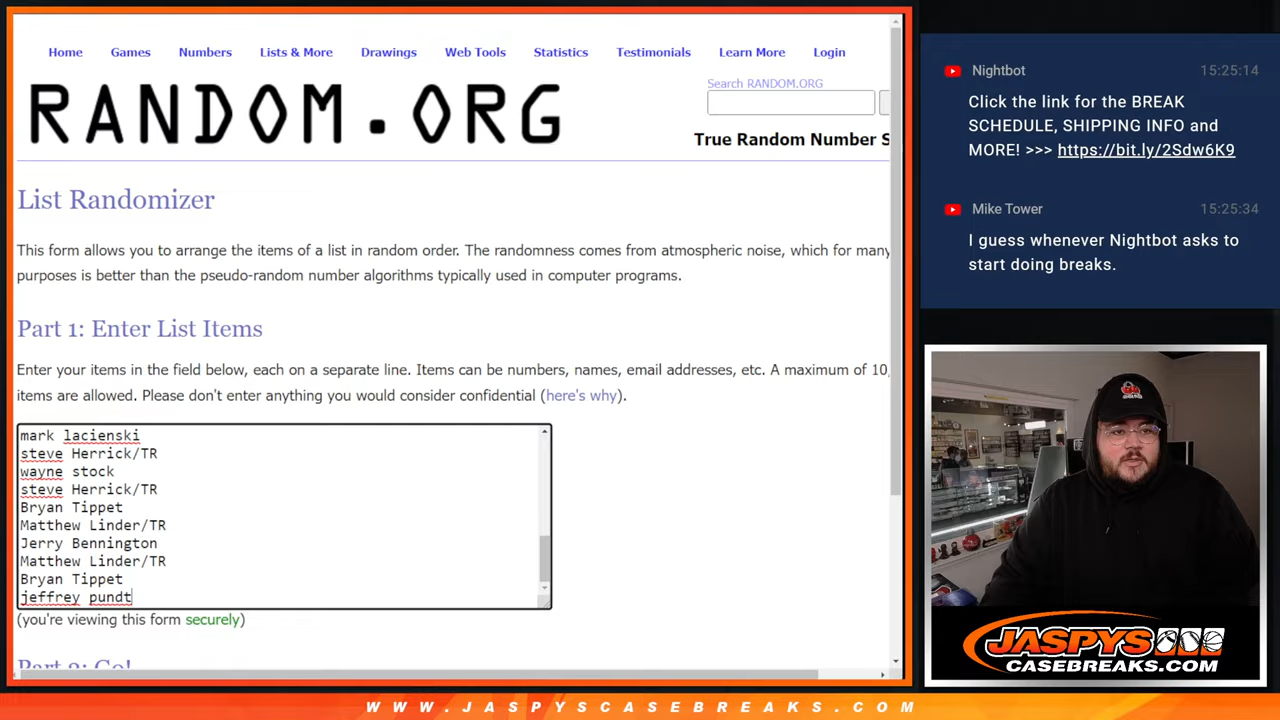 Home Games Numbers Lists & More Drawings Web Tools Statistics Testimonials Learn More Login
RANDOM.ORG
Search RANDOM.ORG
True Random Number S
List Randomizer
This form allows you to arrange the items of a list in random order. The randomness comes from atmospheric noise, which for many
purposes is better than the pseudo-random number algorithms typically used in computer programs.
Part 1: Enter List Items
Enter your items in the field below, each on a separate line. Items can be numbers, names, email addresses, etc. A maximum of 10,
items are allowed. Please don't enter anything you would consider confidential (here's why).
mark lacienski
steve Herrick/TR
wayne stock
steve Herrick/TR
Bryan Tippet
Matthew Linder/TR
Jerry Bennington
Matthew Linder/TR
Bryan Tippet
jeffrey pundt
(you're viewing this form securely)
Part 2: Go!
Nightbot 15:25:14
Click the link for the BREAK
SCHEDULE, SHIPPING INFO and
MORE! >>> https://bit.ly/2Sdw6K9
Mike Tower 15:25:34
I guess whenever Nightbot asks to
start doing breaks.
JASPYS
CASEBREAKS.COM
WWW.JASPYSCASEBREAKS.COM